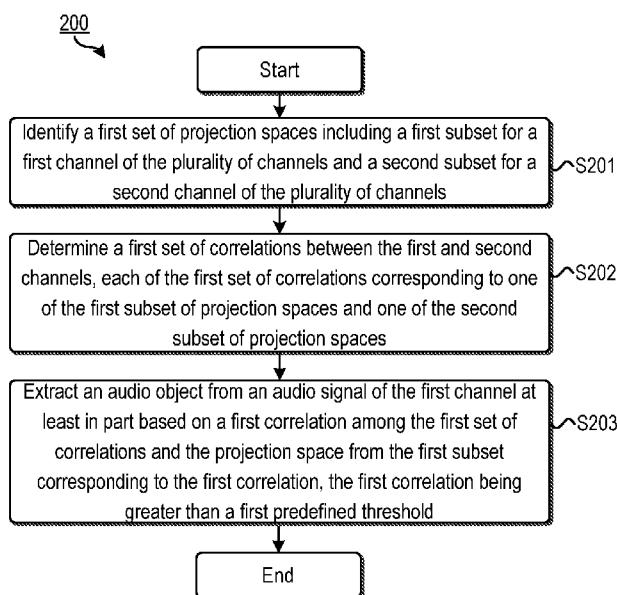 200
Start
Identify a first set of projection spaces including a first subset for a
first channel of the plurality of channels and a second subset for a
second channel of the plurality of channels
S201
Determine a first set of correlations between the first and second
channels, each of the first set of correlations corresponding to one
of the first subset of projection spaces and one of the second
subset of projection spaces
S202
Extract an audio object from an audio signal of the first channel at
least in part based on a first correlation among the first set of
correlations and the projection space from the first subset
corresponding to the first correlation, the first correlation being
greater than a first predefined threshold
S203
End